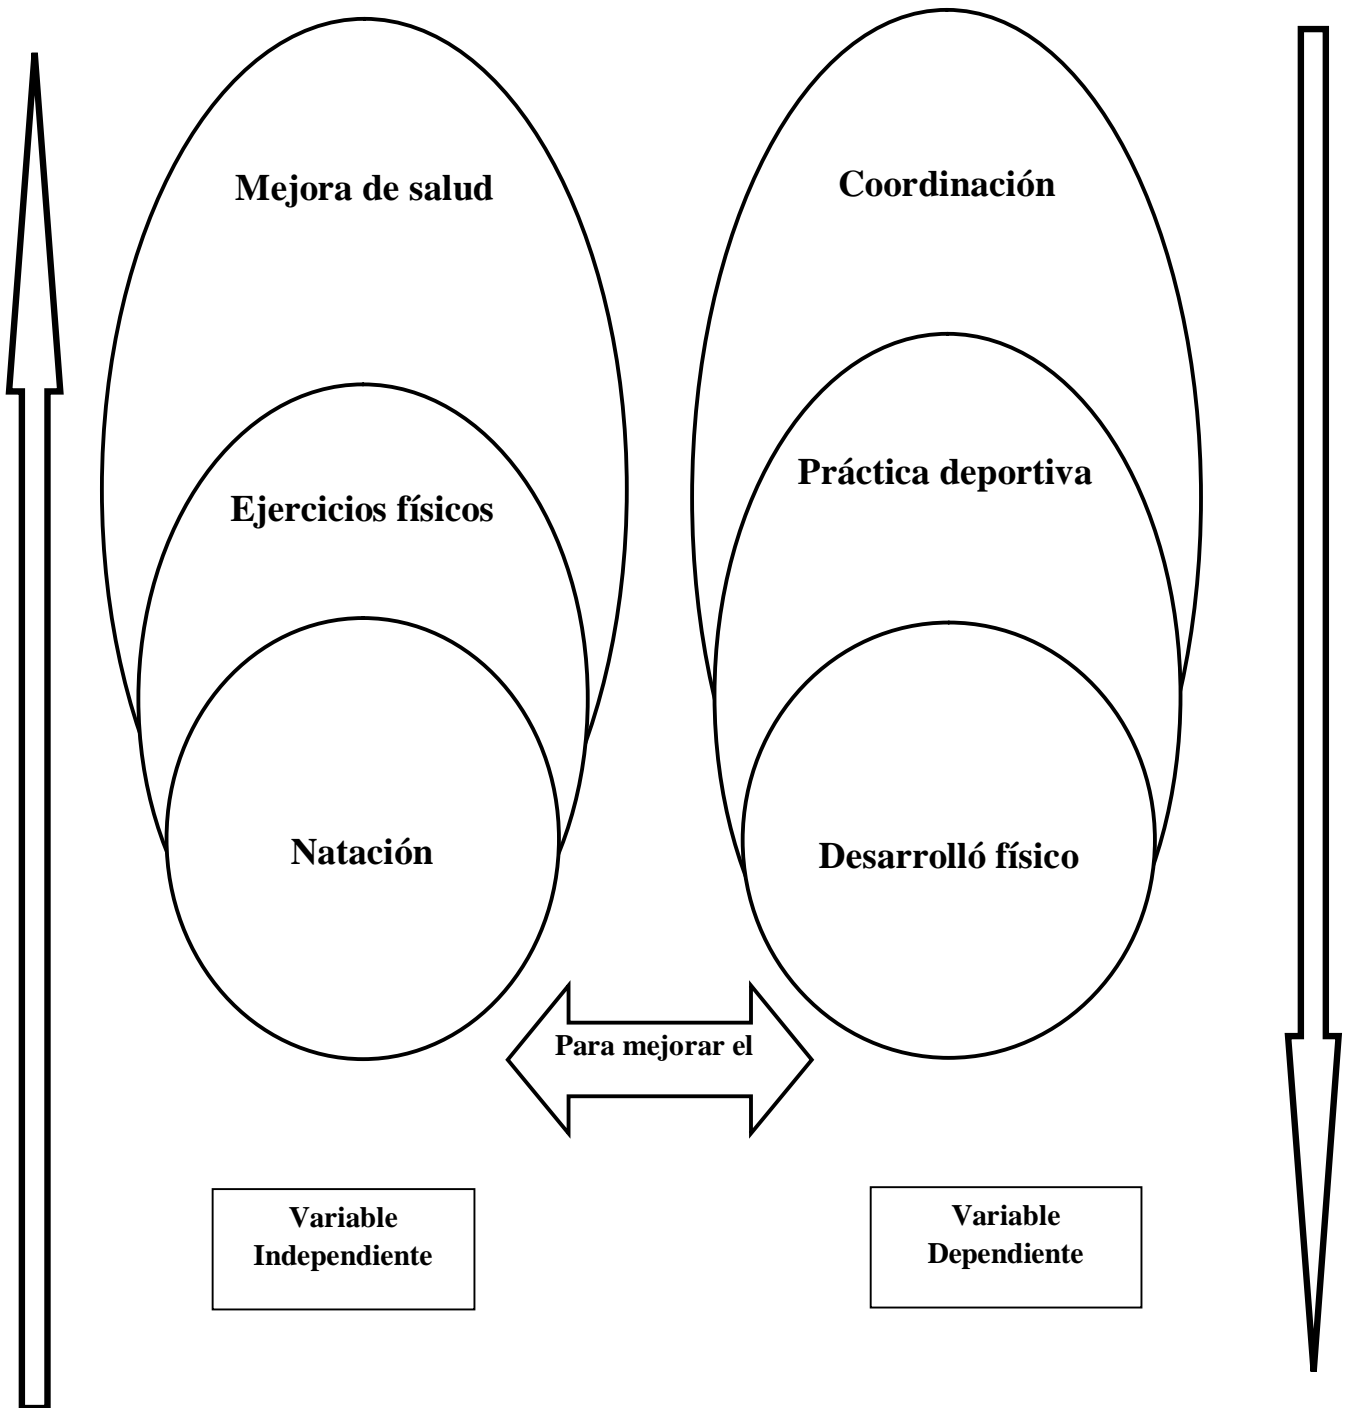 Mejora de salud
Coordinación
Ejercicios físicos
Práctica deportiva
Natación
Desarrolló físico
Para mejorar el
Variable
Independiente
Variable
Dependiente